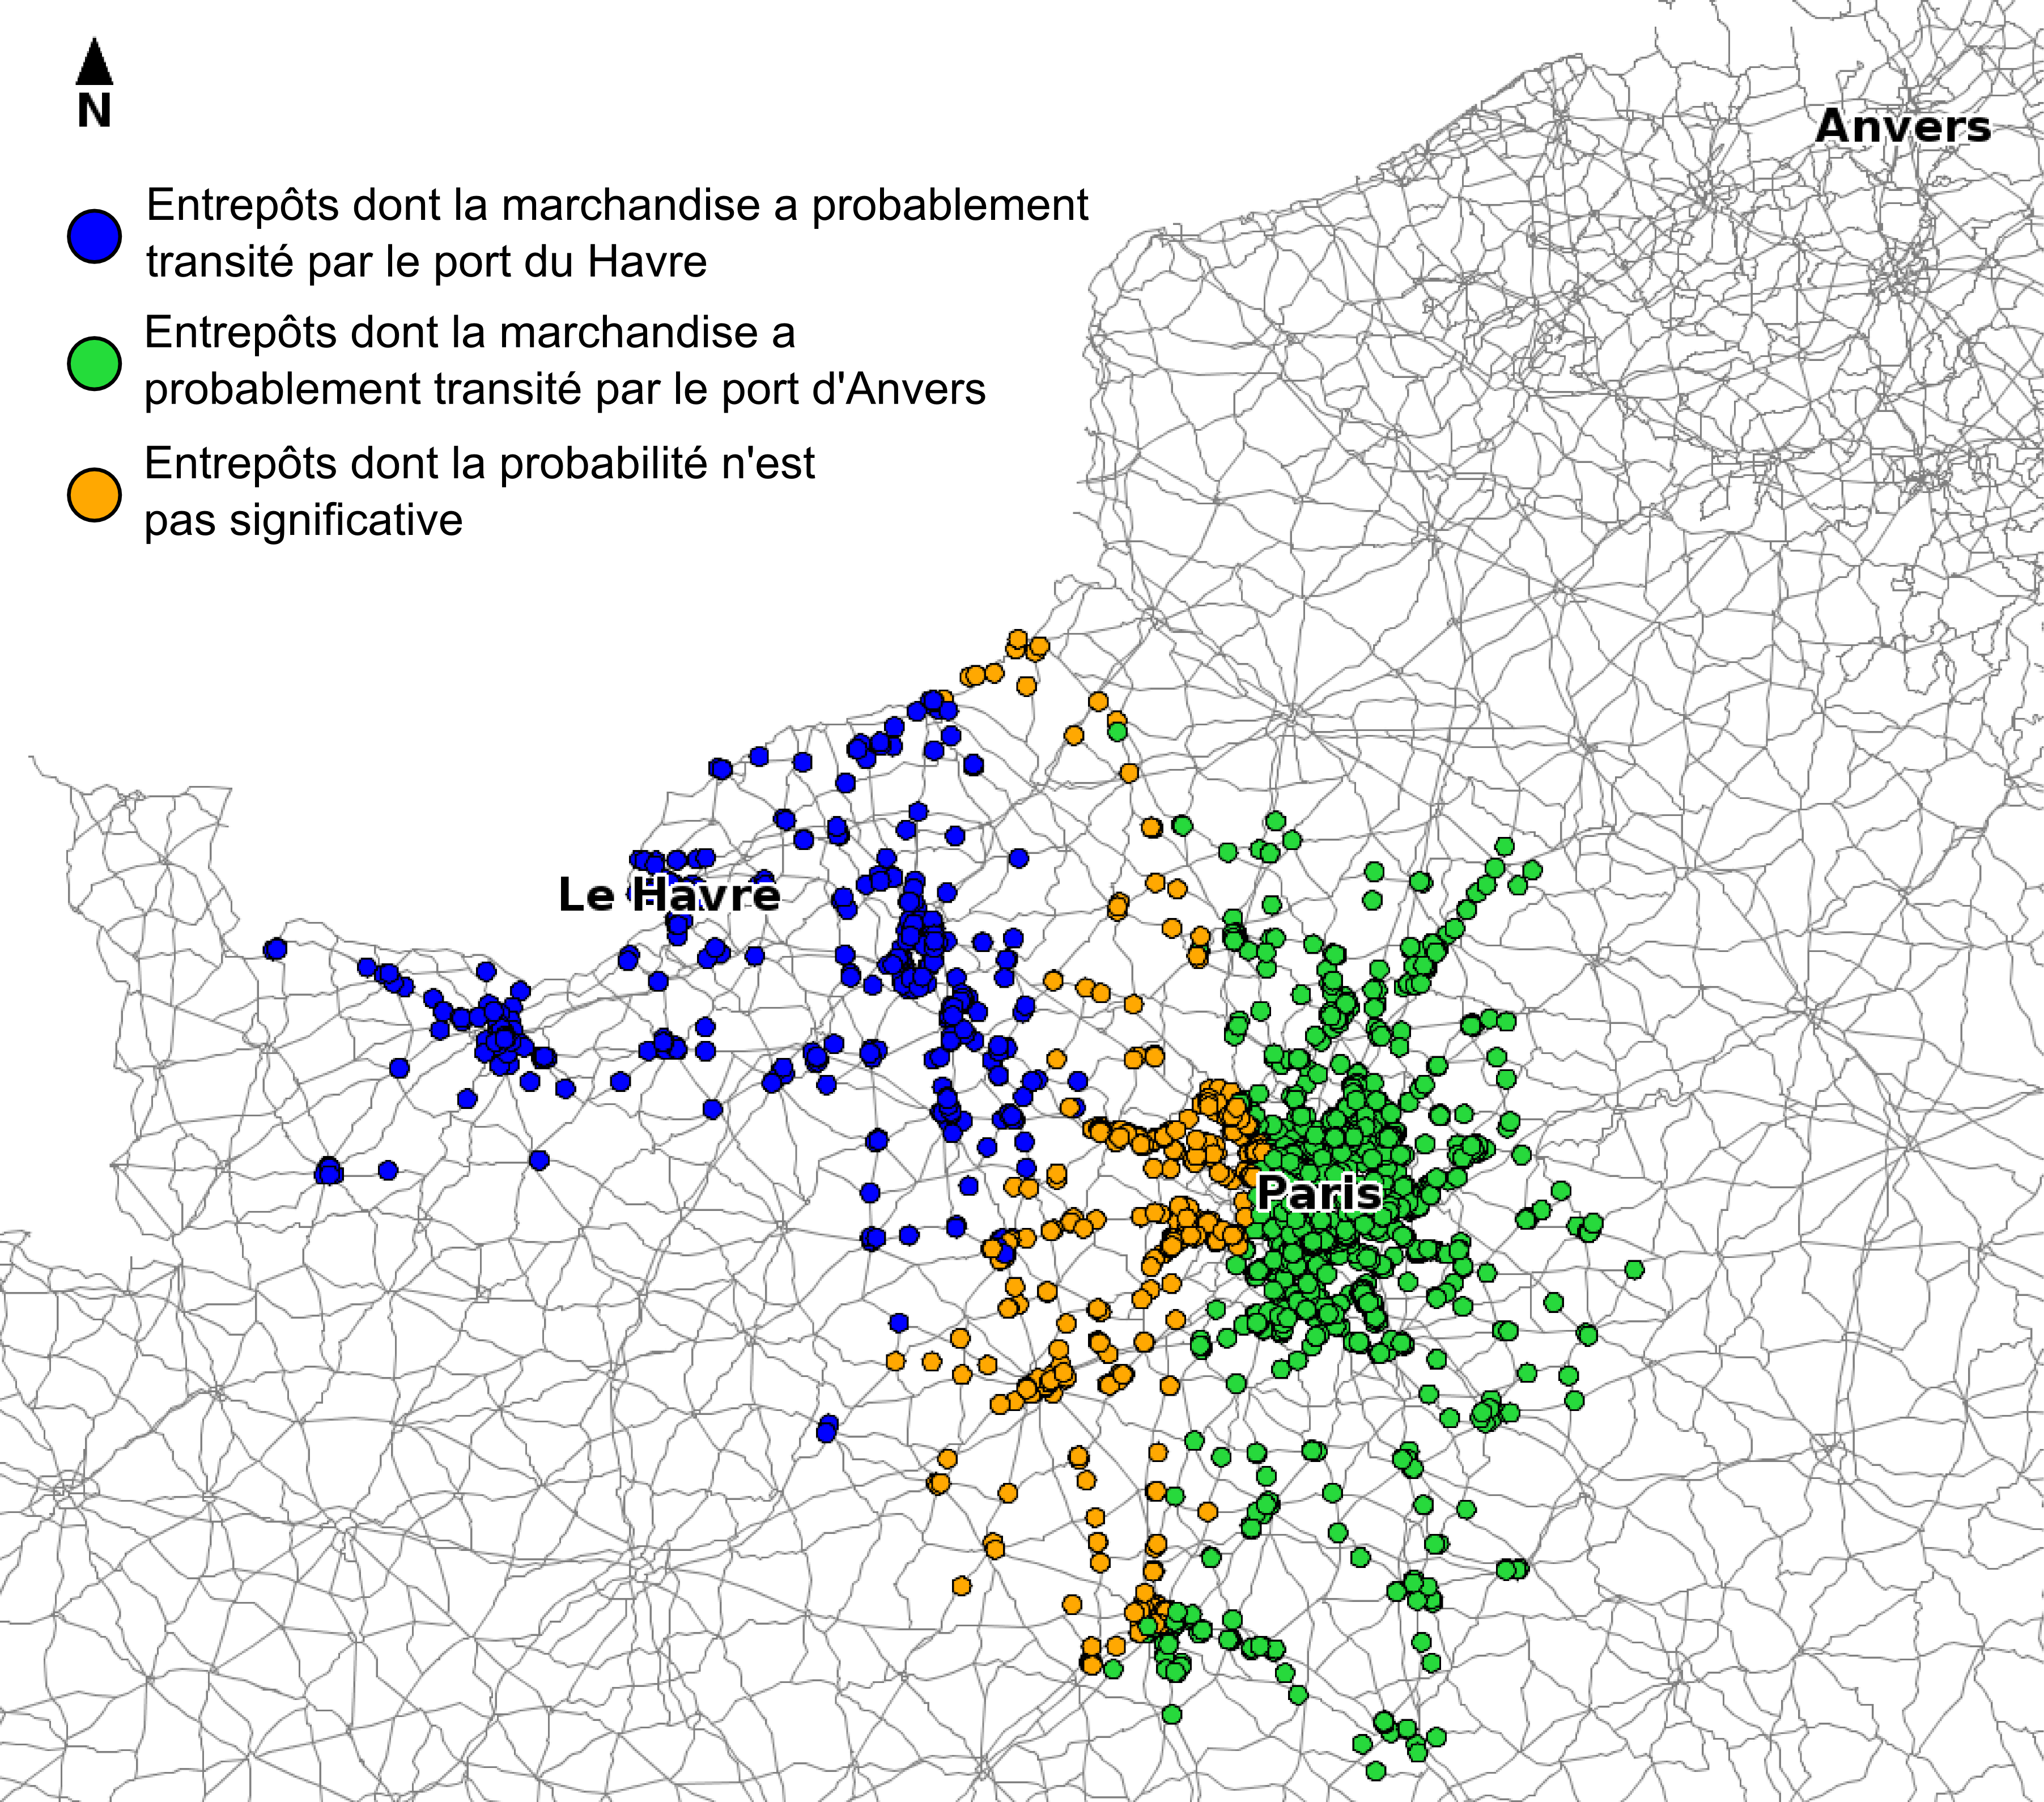 N
Anvers
Entrepôts dont la marchandise a probablement
transité par le port du Havre
Entrepôts dont la marchandise a
probablement transité par le port d'Anvers
Entrepôts dont la probabilité n'est
pas significative
Le Havre
Paris